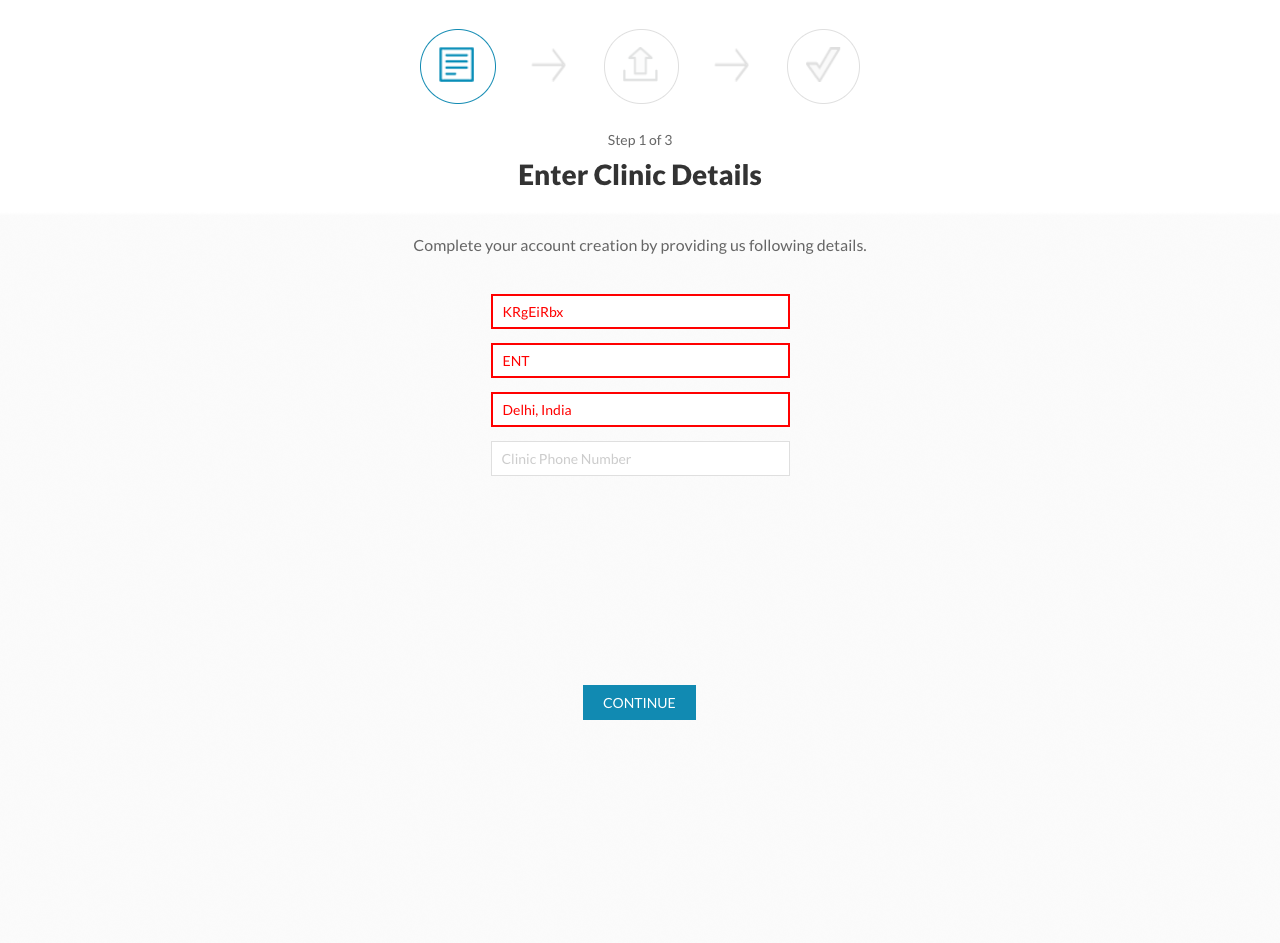 Step 1 of 3
Enter Clinic Details
Complete your account creation by providing us following details.
KRgEiRbx
ENT
Delhi, India
Clinic Phone Number
CONTINUE